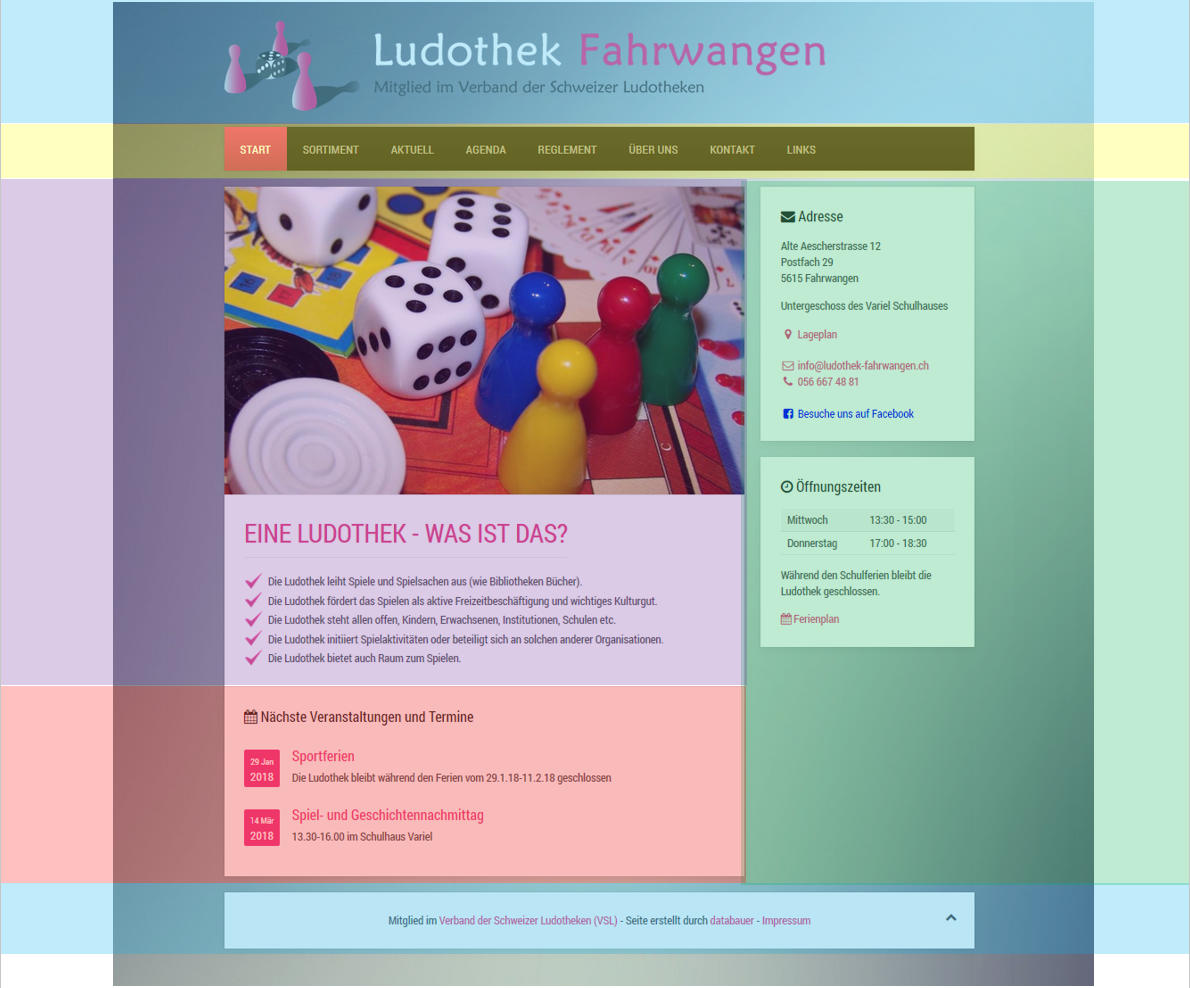 Ludothek Fahrwangen
Mitglied im Verband der Schweizer Ludotheken
START SORTIMENT AKTUELL AGENDA REGLEMENT ÜBER UNS KONTAKT LINKS
EINE LUDOTHEK - WAS IST DAS?
Die Ludothek leiht Spiele und Spielsachen aus (wie Bibliotheken Bücher).
Die Ludothek fördert das Spielen als aktive Freizeitbeschäftigung und wichtiges Kulturgut.
Die Ludothek steht allen offen, Kindern, Erwachsenen, Institutionen, Schulen etc.
Die Ludothek initiiert Spielaktivitäten oder beteiligt sich an solchen anderer Organisationen.
Die Ludothek bietet auch Raum zum Spielen.
Nächste Veranstaltungen und Termine
29 Jan
2018
Sportferien
Die Ludothek bleibt während den Ferien vom 29.1.18-11.2.18 geschlossen
14 Mär
2018
Spiel- und Geschichtennachmittag
13.30-16.00 im Schulhaus Variel
Adresse
Alte Aescherstrasse 12
Postfach 29
5615 Fahrwangen
Untergeschoss des Variel Schulhauses
Lageplan
info@ludothek-fahrwangen.ch
056 667 48 81
Besuche uns auf Facebook
Öffnungszeiten
Mittwoch 13:30 - 15:00
Donnerstag 17:00 - 18:30
Während den Schulferien bleibt die
Ludothek geschlossen.
Ferienplan
Mitglied im Verband der Schweizer Ludotheken (VSL) - Seite erstellt durch databauer - Impressum